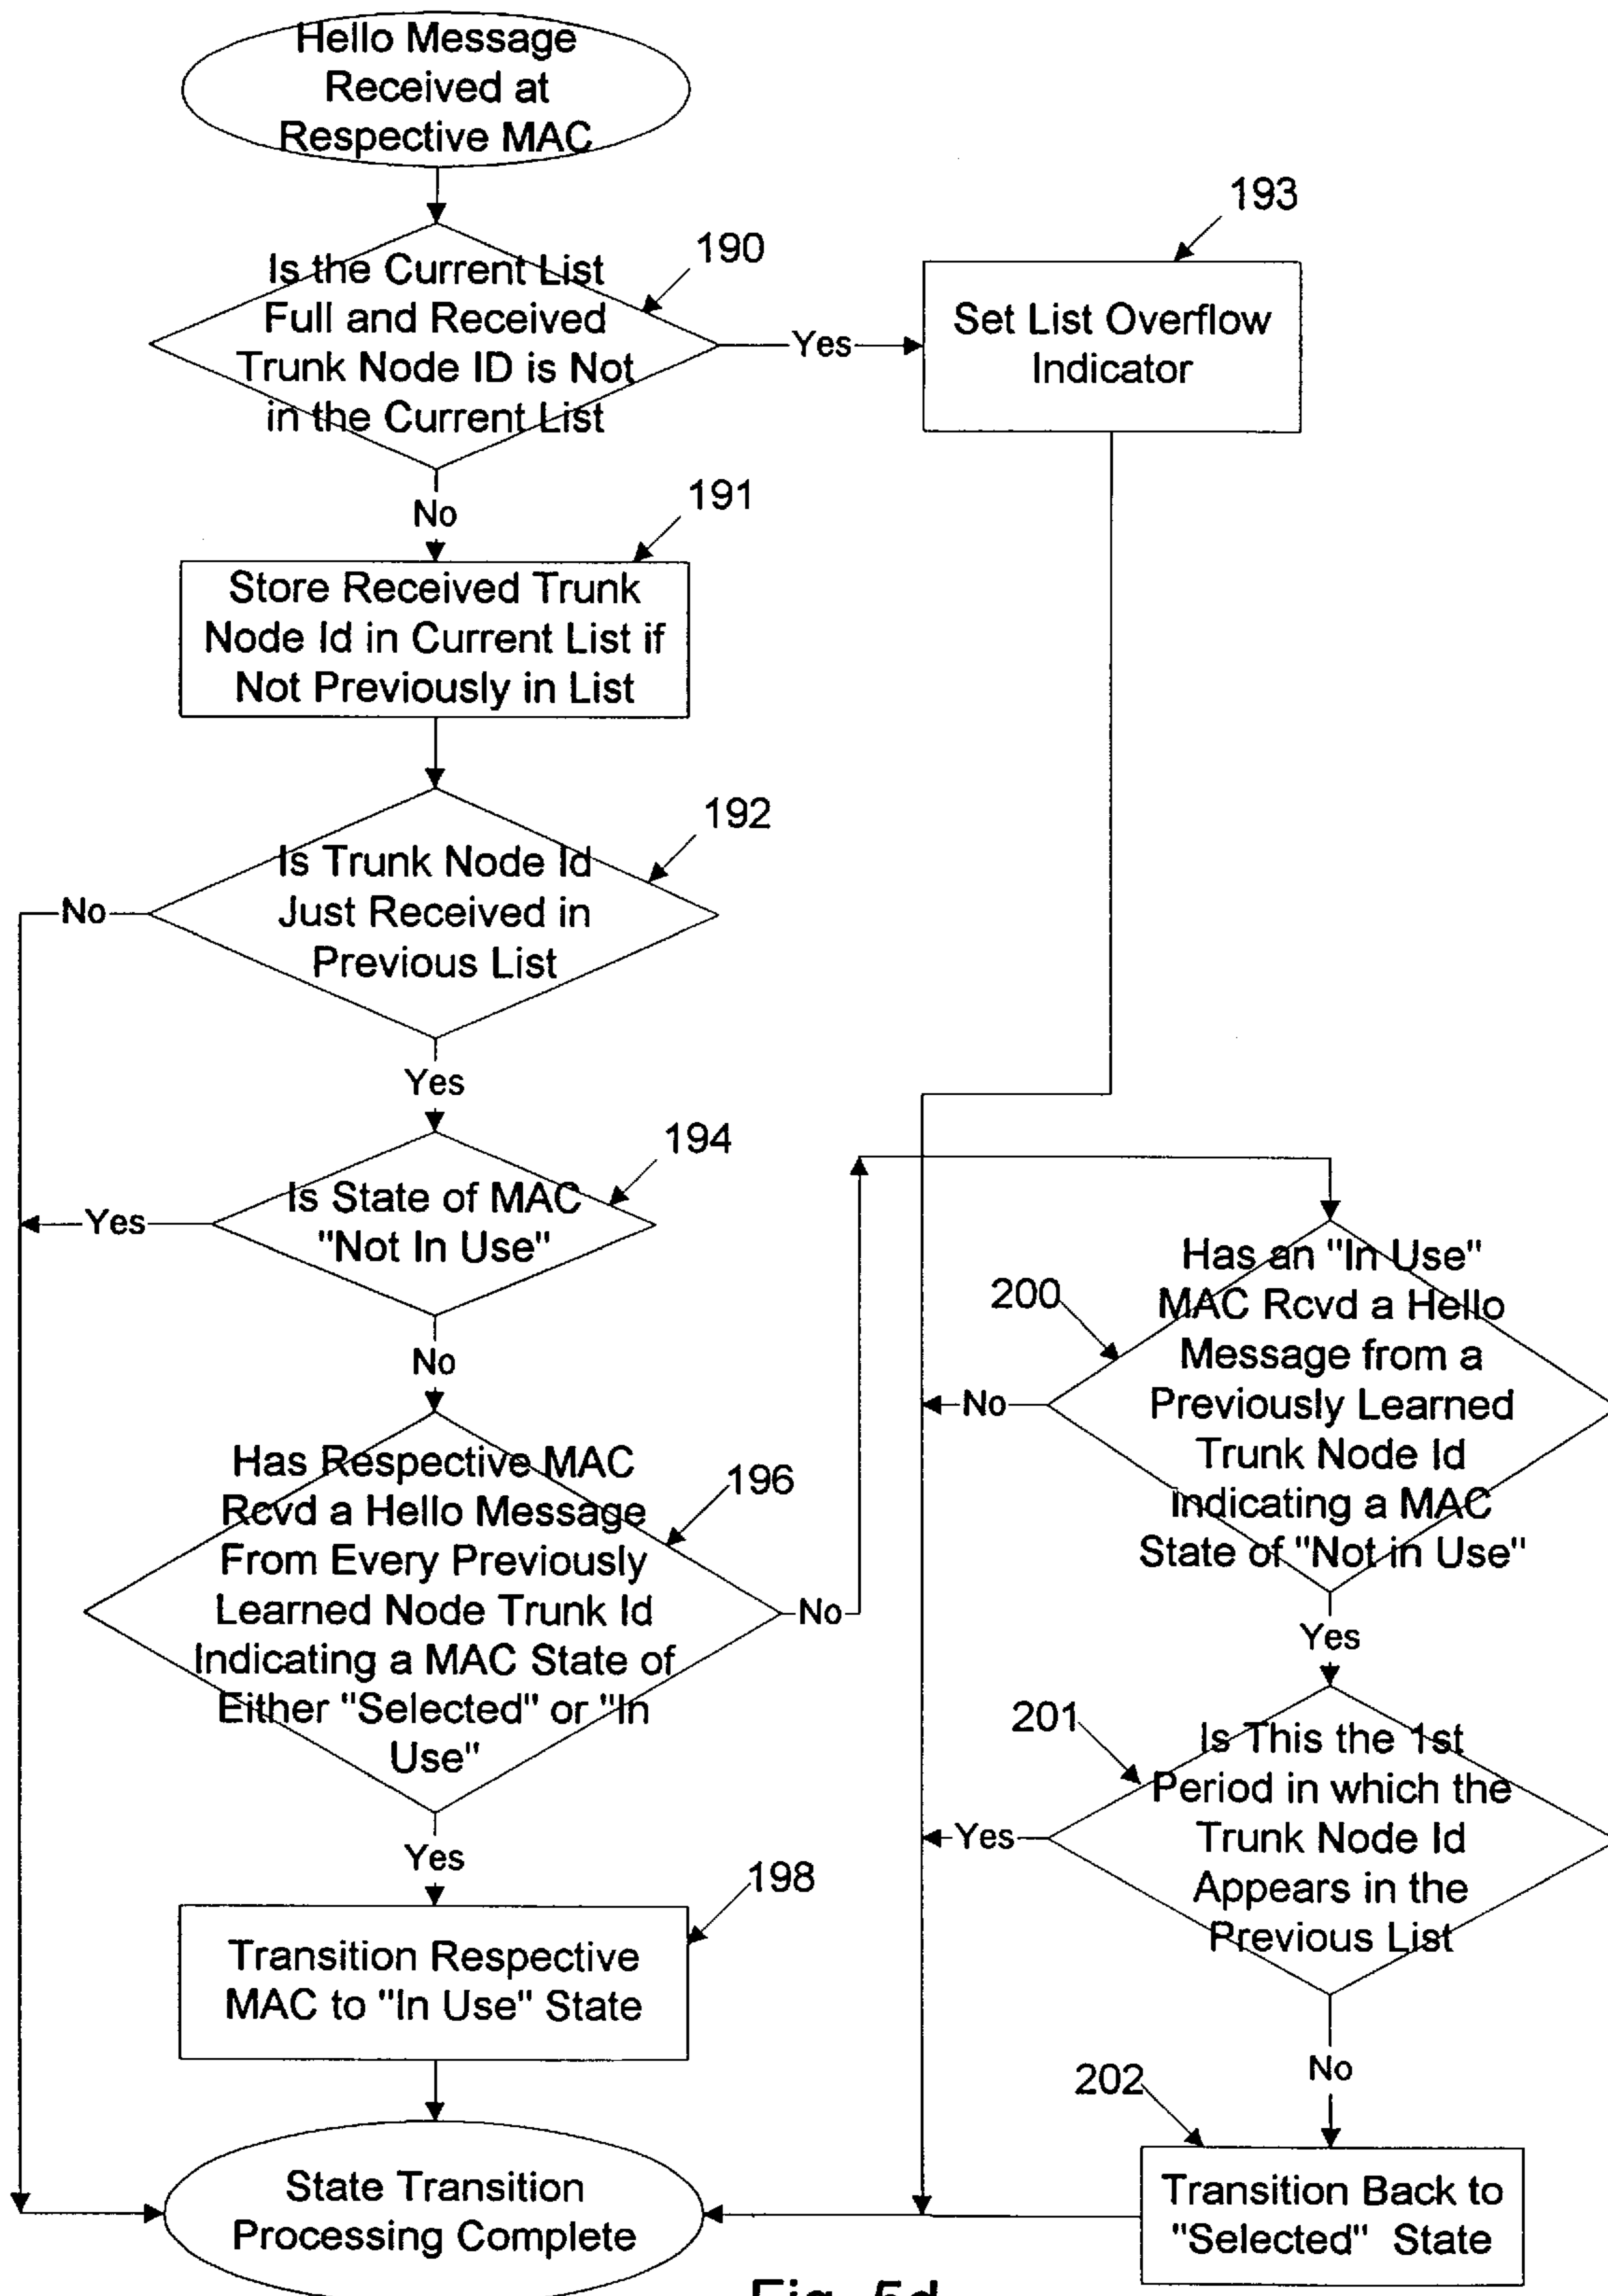 Hello Message
Received at
Respective MAC
193
190
Is the Current List
Full and Received
Trunk Node ID is Not
in the Current List
Yes
Set List Overflow
Indicator
No
191
Store Received Trunk
Node Id in Current List if
Not Previously in List
192
Is Trunk Node Id
Just Received in
Previous List
No
Yes
194
Is State of MAC
"Not In Use"
Yes
No
196
Has Respective MAC
Rcvd a Hello Message
From Every Previously
Learned Node Trunk Id
Indicating a MAC State of
Either "Selected" or "In
Use"
No
Yes
198
Transition Respective
MAC to "In Use" State
State Transition
Processing Complete
200
Has an "In Use"
MAC Rcvd a Hello
Message from a
Previously Learned
Trunk Node Id
Indicating a MAC
State of "Not in Use"
No
Yes
201
Is This the 1st
Period in which the
Trunk Node Id
Appears in the
Previous List
Yes
No
202
Transition Back to
"Selected" State
Fig. 5d